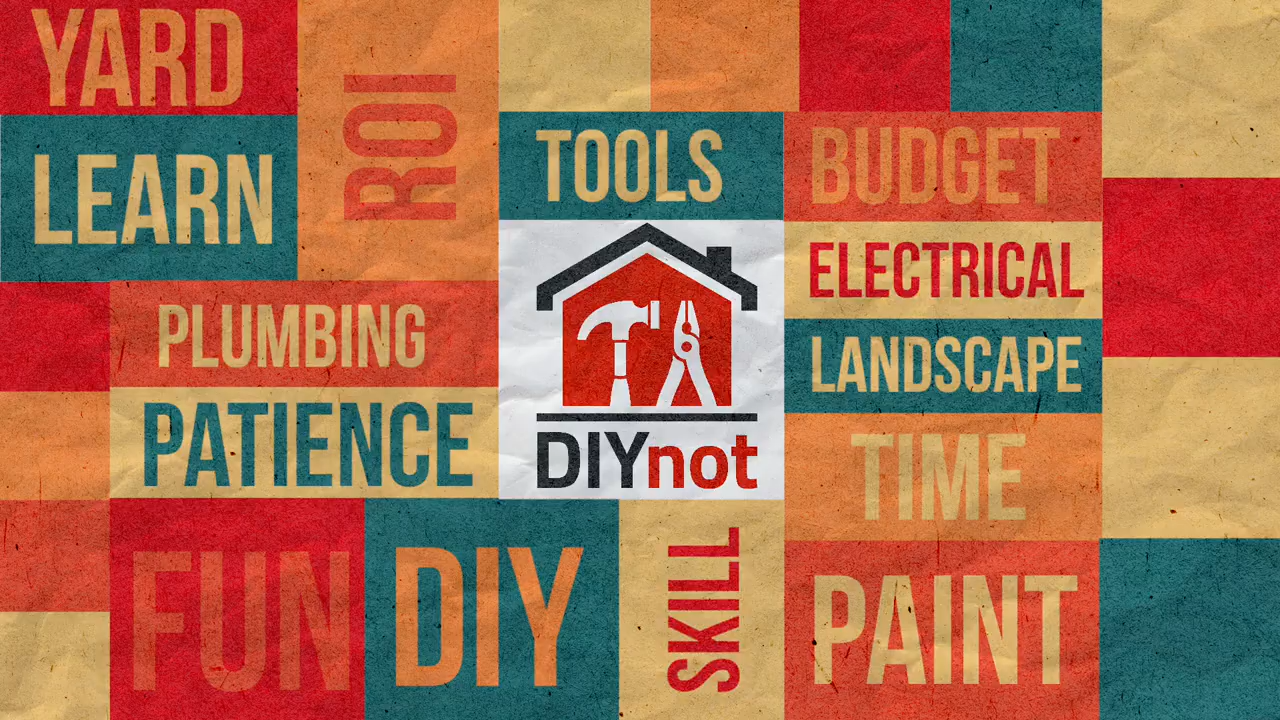 YARD
LEARN
ROI
TOOLS
BUDGET
ELECTRICAL
PLUMBING
LANDSCAPE
PATIENCE
DIYnot
TIME
FUN
DIY
SKILL
PAINT